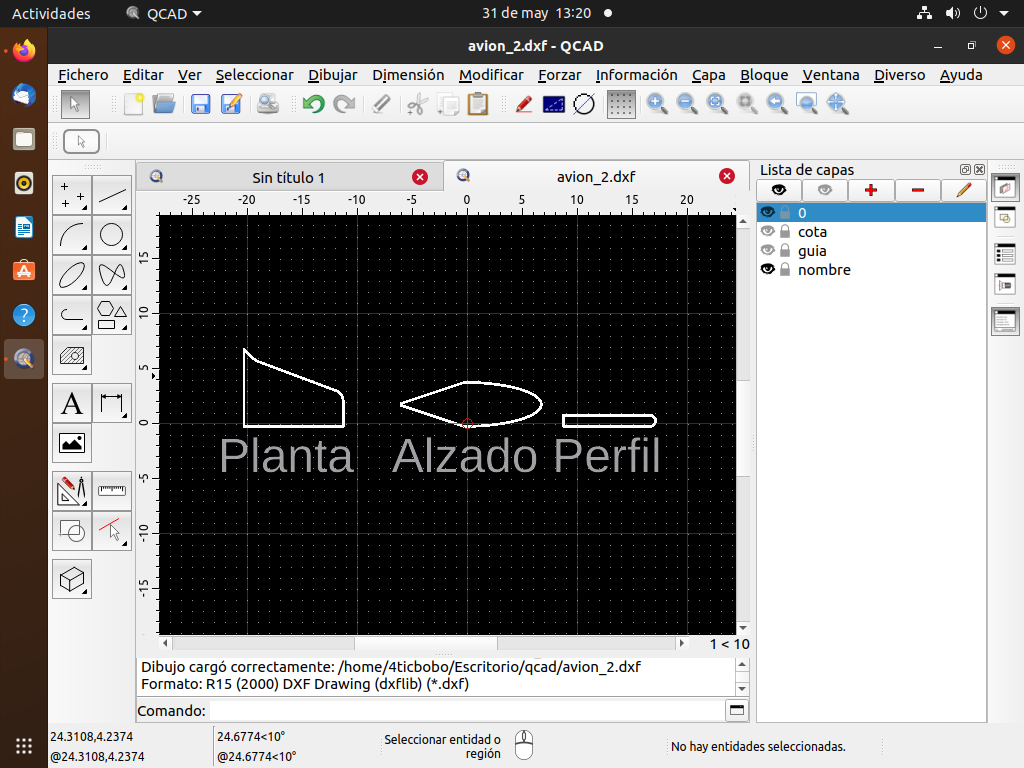 Actividades QCAD 31 de may 13:20
avion_2.dxf - QCAD
Fichero Editar Ver Seleccionar Dibujar Dimensión Modificar Forzar Información Capa Bloque Ventana Diverso Ayuda
Sin título 1 avion_2.dxf
-25 -20 -15 -10 -5 0 5 10 15 20
15
10
5
0
-5
-10
-15
Planta Alzado Perfil
1 < 10
Lista de capas
0
cota
guia
nombre
A
?
Dibujo cargó correctamente: /home/4ticbobo/Escritorio/qcad/avion_2.dxf
Formato: R15 (2000) DXF Drawing (dxflib) (*.dxf)
Comando:
24.3108,4.2374
@24.3108,4.2374
24.6774<10°
@24.6774<10°
Seleccionar entidad o
región
No hay entidades seleccionadas.